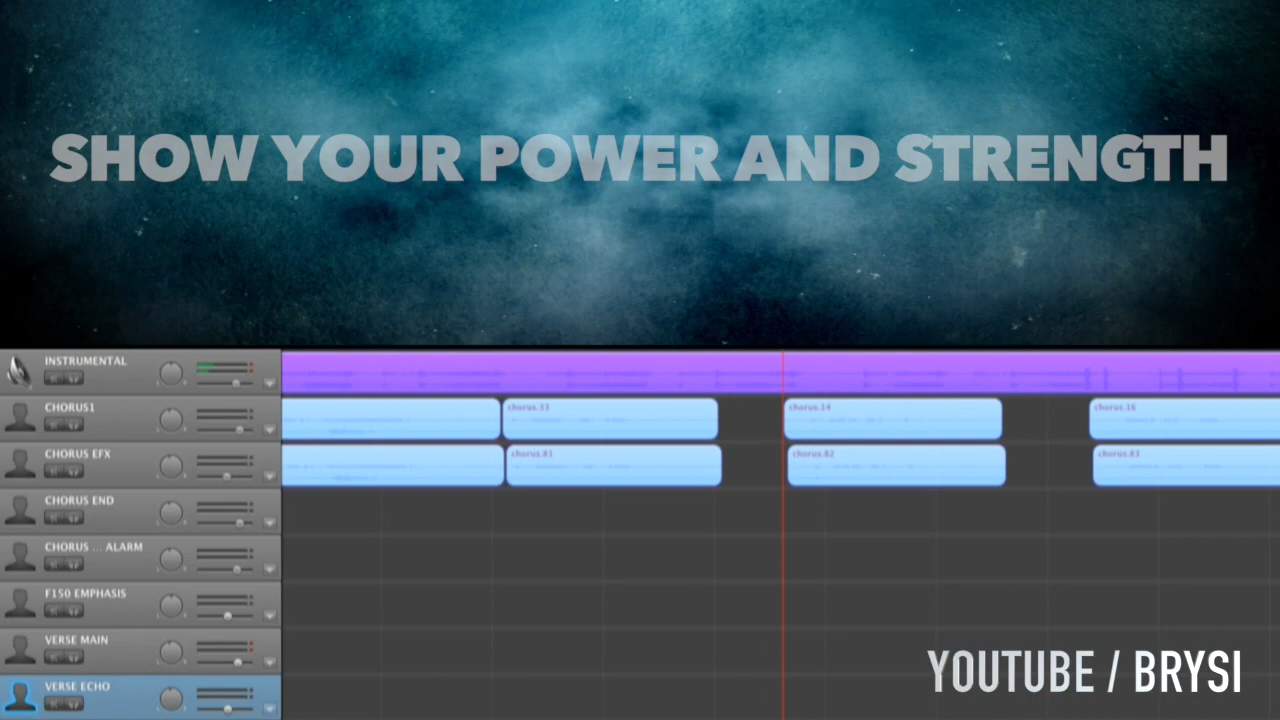 SHOW YOUR POWER AND STRENGTH
INSTRUMENTAL
CHORUS1
chorus.33
chorus.14
chorus.16
CHORUS EFX
chorus.81
chorus.82
chorus.83
CHORUS END
CHORUS ... ALARM
F150 EMPHASIS
VERSE MAIN
VERSE ECHO
YOUTUBE / BRYSI